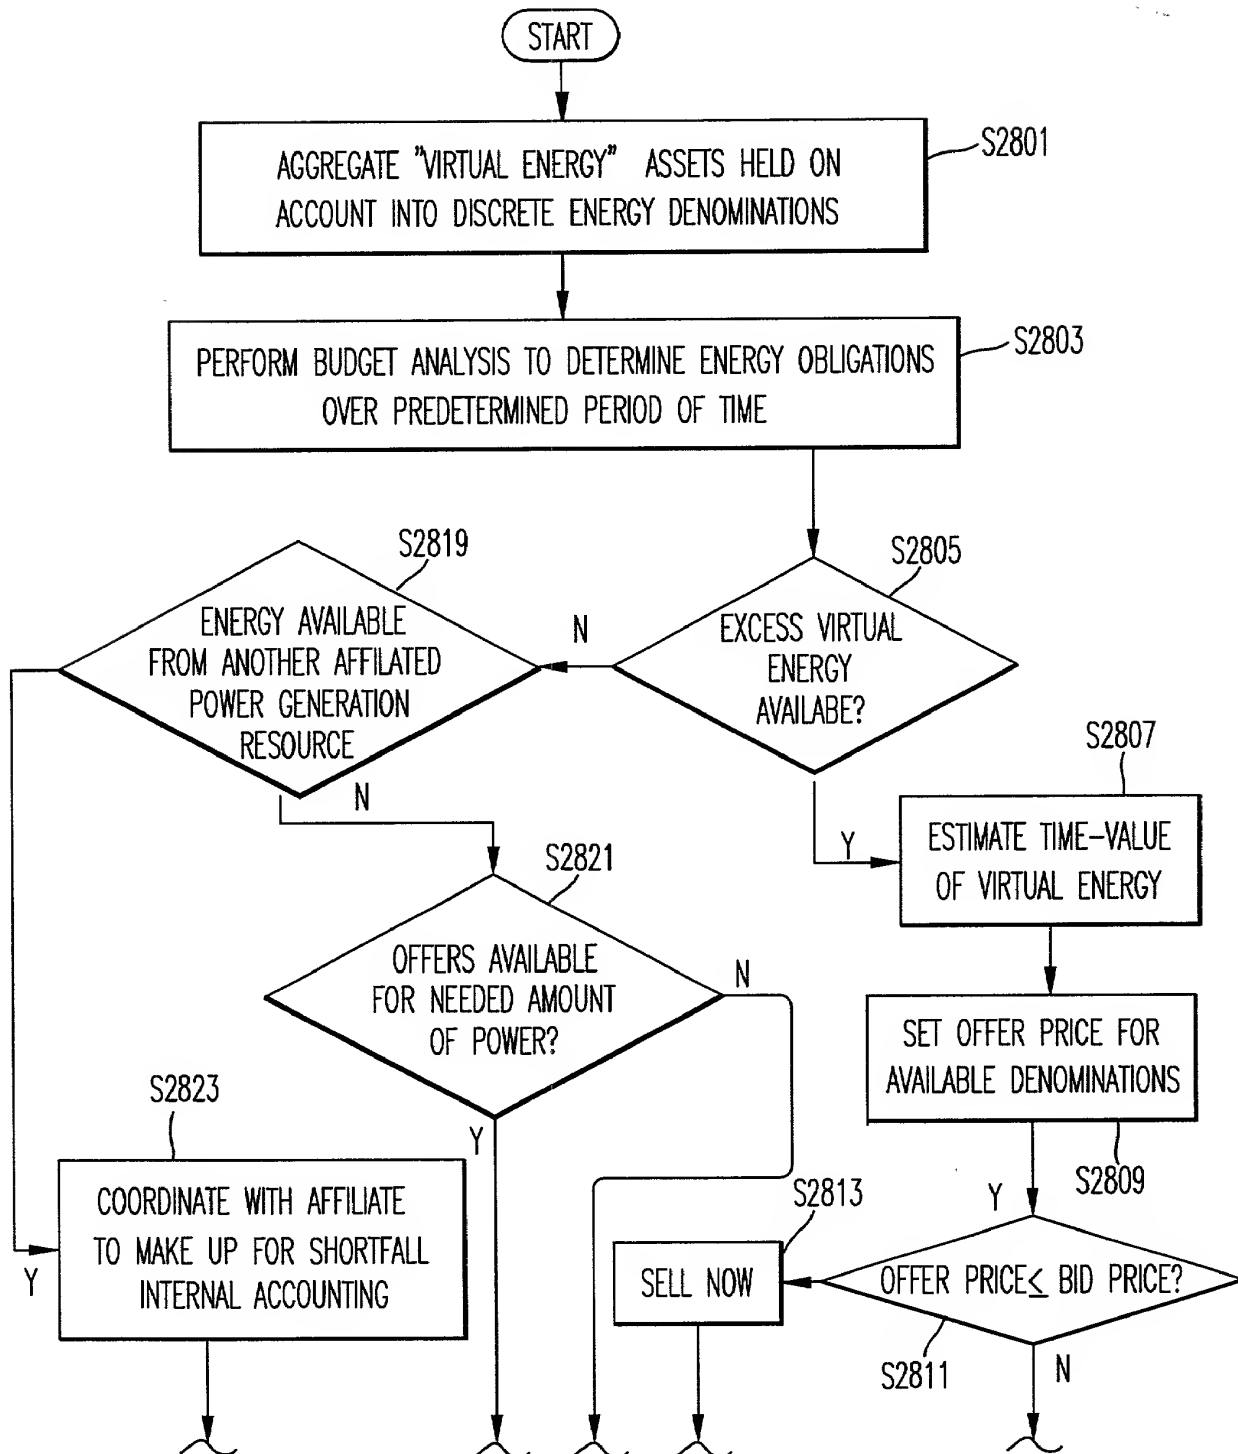 START
AGGREGATE "VIRTUAL ENERGY" ASSETS HELD ON
ACCOUNT INTO DISCRETE ENERGY DENOMINATIONS
S2801
PERFORM BUDGET ANALYSIS TO DETERMINE ENERGY OBLIGATIONS
OVER PREDETERMINED PERIOD OF TIME
S2803
S2819
ENERGY AVAILABLE
FROM ANOTHER AFFILATED
POWER GENERATION
RESOURCE
N
S2805
EXCESS VIRTUAL
ENERGY
AVAILABE?
N
Y
S2807
ESTIMATE TIME-VALUE
OF VIRTUAL ENERGY
S2821
OFFERS AVAILABLE
FOR NEEDED AMOUNT
OF POWER?
N
Y
SET OFFER PRICE FOR
AVAILABLE DENOMINATIONS
S2809
S2823
COORDINATE WITH AFFILIATE
TO MAKE UP FOR SHORTFALL
INTERNAL ACCOUNTING
Y
S2813
SELL NOW
Y
OFFER PRICE≤ BID PRICE?
S2811
N